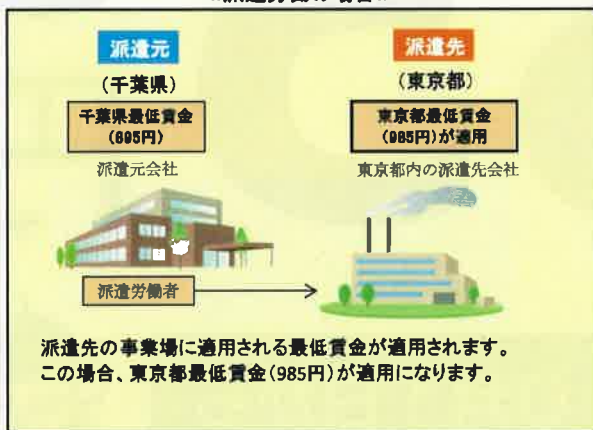 派遣元
派遣先
(千葉県)
(東京都)
千葉県最低賃金
(895円)
東京都最低賃金
(985円)が適用
派遣元会社
東京都内の派遣先会社
派遣労働者
派遣先の事業場に適用される最低賃金が適用されます。
この場合、東京都最低賃金(985円)が適用になります。